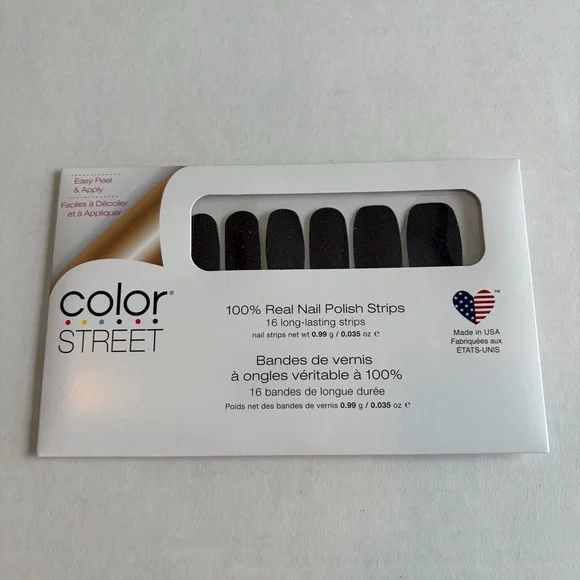 Easy Peel
& Apply
Faciles à Décoller
et à Appliquer
color®
STREET
100% Real Nail Polish Strips
16 long-lasting strips
nail strips net wt 0.99 g / 0.035 oz e
Bandes de vernis
à ongles véritable à 100%
16 bandes de longue durée
Poids net des bandes de vernis 0.99 g / 0.035 oz e
™
Made in USA
Fabriquées aux
ÉTATS-UNIS